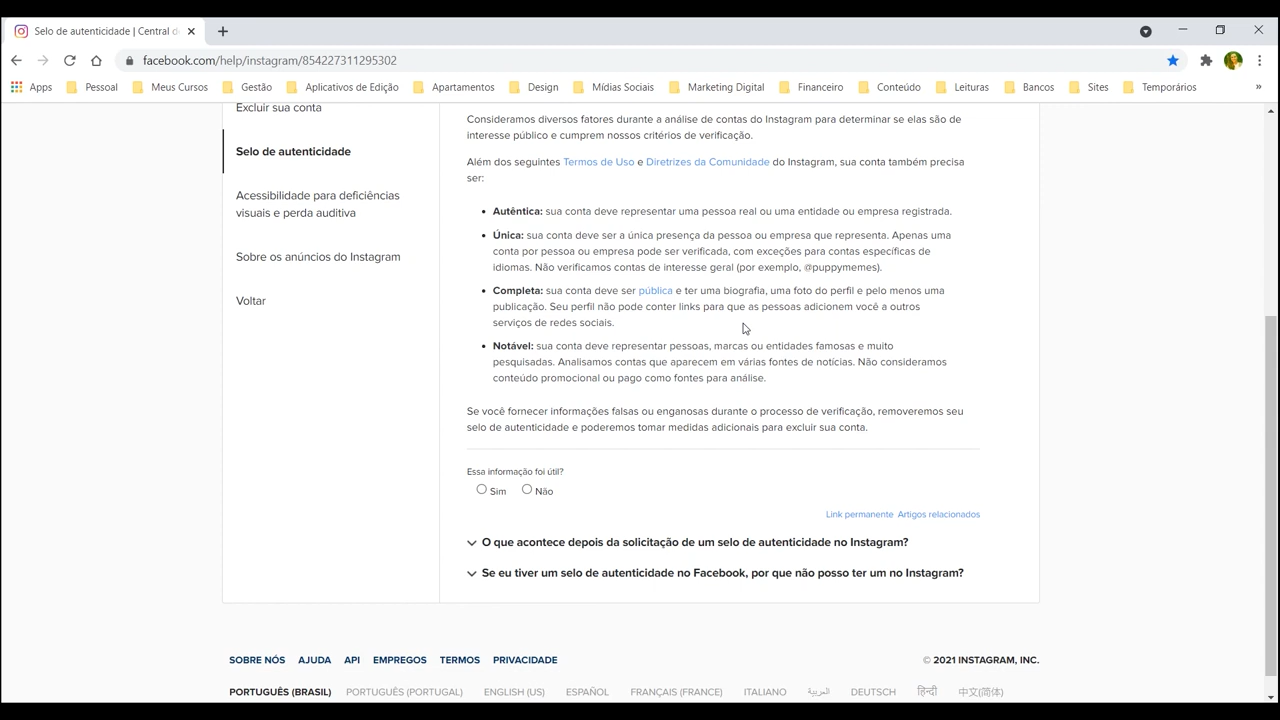 Selo de autenticidade | Central d
facebook.com/help/instagram/854227311295302
Apps Pessoal Meus Cursos Gestão Aplicativos de Edição Apartamentos Design Mídias Sociais Marketing Digital Financeiro Conteúdo Leituras Bancos Sites Temporários »
Excluir sua conta
Selo de autenticidade
Acessibilidade para deficiências
visuais e perda auditiva
Sobre os anúncios do Instagram
Voltar
Consideramos diversos fatores durante a análise de contas do Instagram para determinar se elas são de
interesse público e cumprem nossos critérios de verificação.
Além dos seguintes Termos de Uso e Diretrizes da Comunidade do Instagram, sua conta também precisa
ser:
• Autêntica: sua conta deve representar uma pessoa real ou uma entidade ou empresa registrada.
• Única: sua conta deve ser a única presença da pessoa ou empresa que representa. Apenas uma
conta por pessoa ou empresa pode ser verificada, com exceções para contas específicas de
idiomas. Não verificamos contas de interesse geral (por exemplo, @puppymemes).
• Completa: sua conta deve ser pública e ter uma biografia, uma foto do perfil e pelo menos uma
publicação. Seu perfil não pode conter links para que as pessoas adicionem você a outros
serviços de redes sociais.
• Notável: sua conta deve representar pessoas, marcas ou entidades famosas e muito
pesquisadas. Analisamos contas que aparecem em várias fontes de notícias. Não consideramos
conteúdo promocional ou pago como fontes para análise.
Se você fornecer informações falsas ou enganosas durante o processo de verificação, removeremos seu
selo de autenticidade e poderemos tomar medidas adicionais para excluir sua conta.
Essa informação foi útil?
Sim Não
Link permanente Artigos relacionados
O que acontece depois da solicitação de um selo de autenticidade no Instagram?
Se eu tiver um selo de autenticidade no Facebook, por que não posso ter um no Instagram?
SOBRE NÓS AJUDA API EMPREGOS TERMOS PRIVACIDADE © 2021 INSTAGRAM, INC.
PORTUGUÊS (BRASIL) PORTUGUÊS (PORTUGAL) ENGLISH (US) ESPAÑOL FRANÇAIS (FRANCE) ITALIANO العربية DEUTSCH हिन्दी 中文(简体)